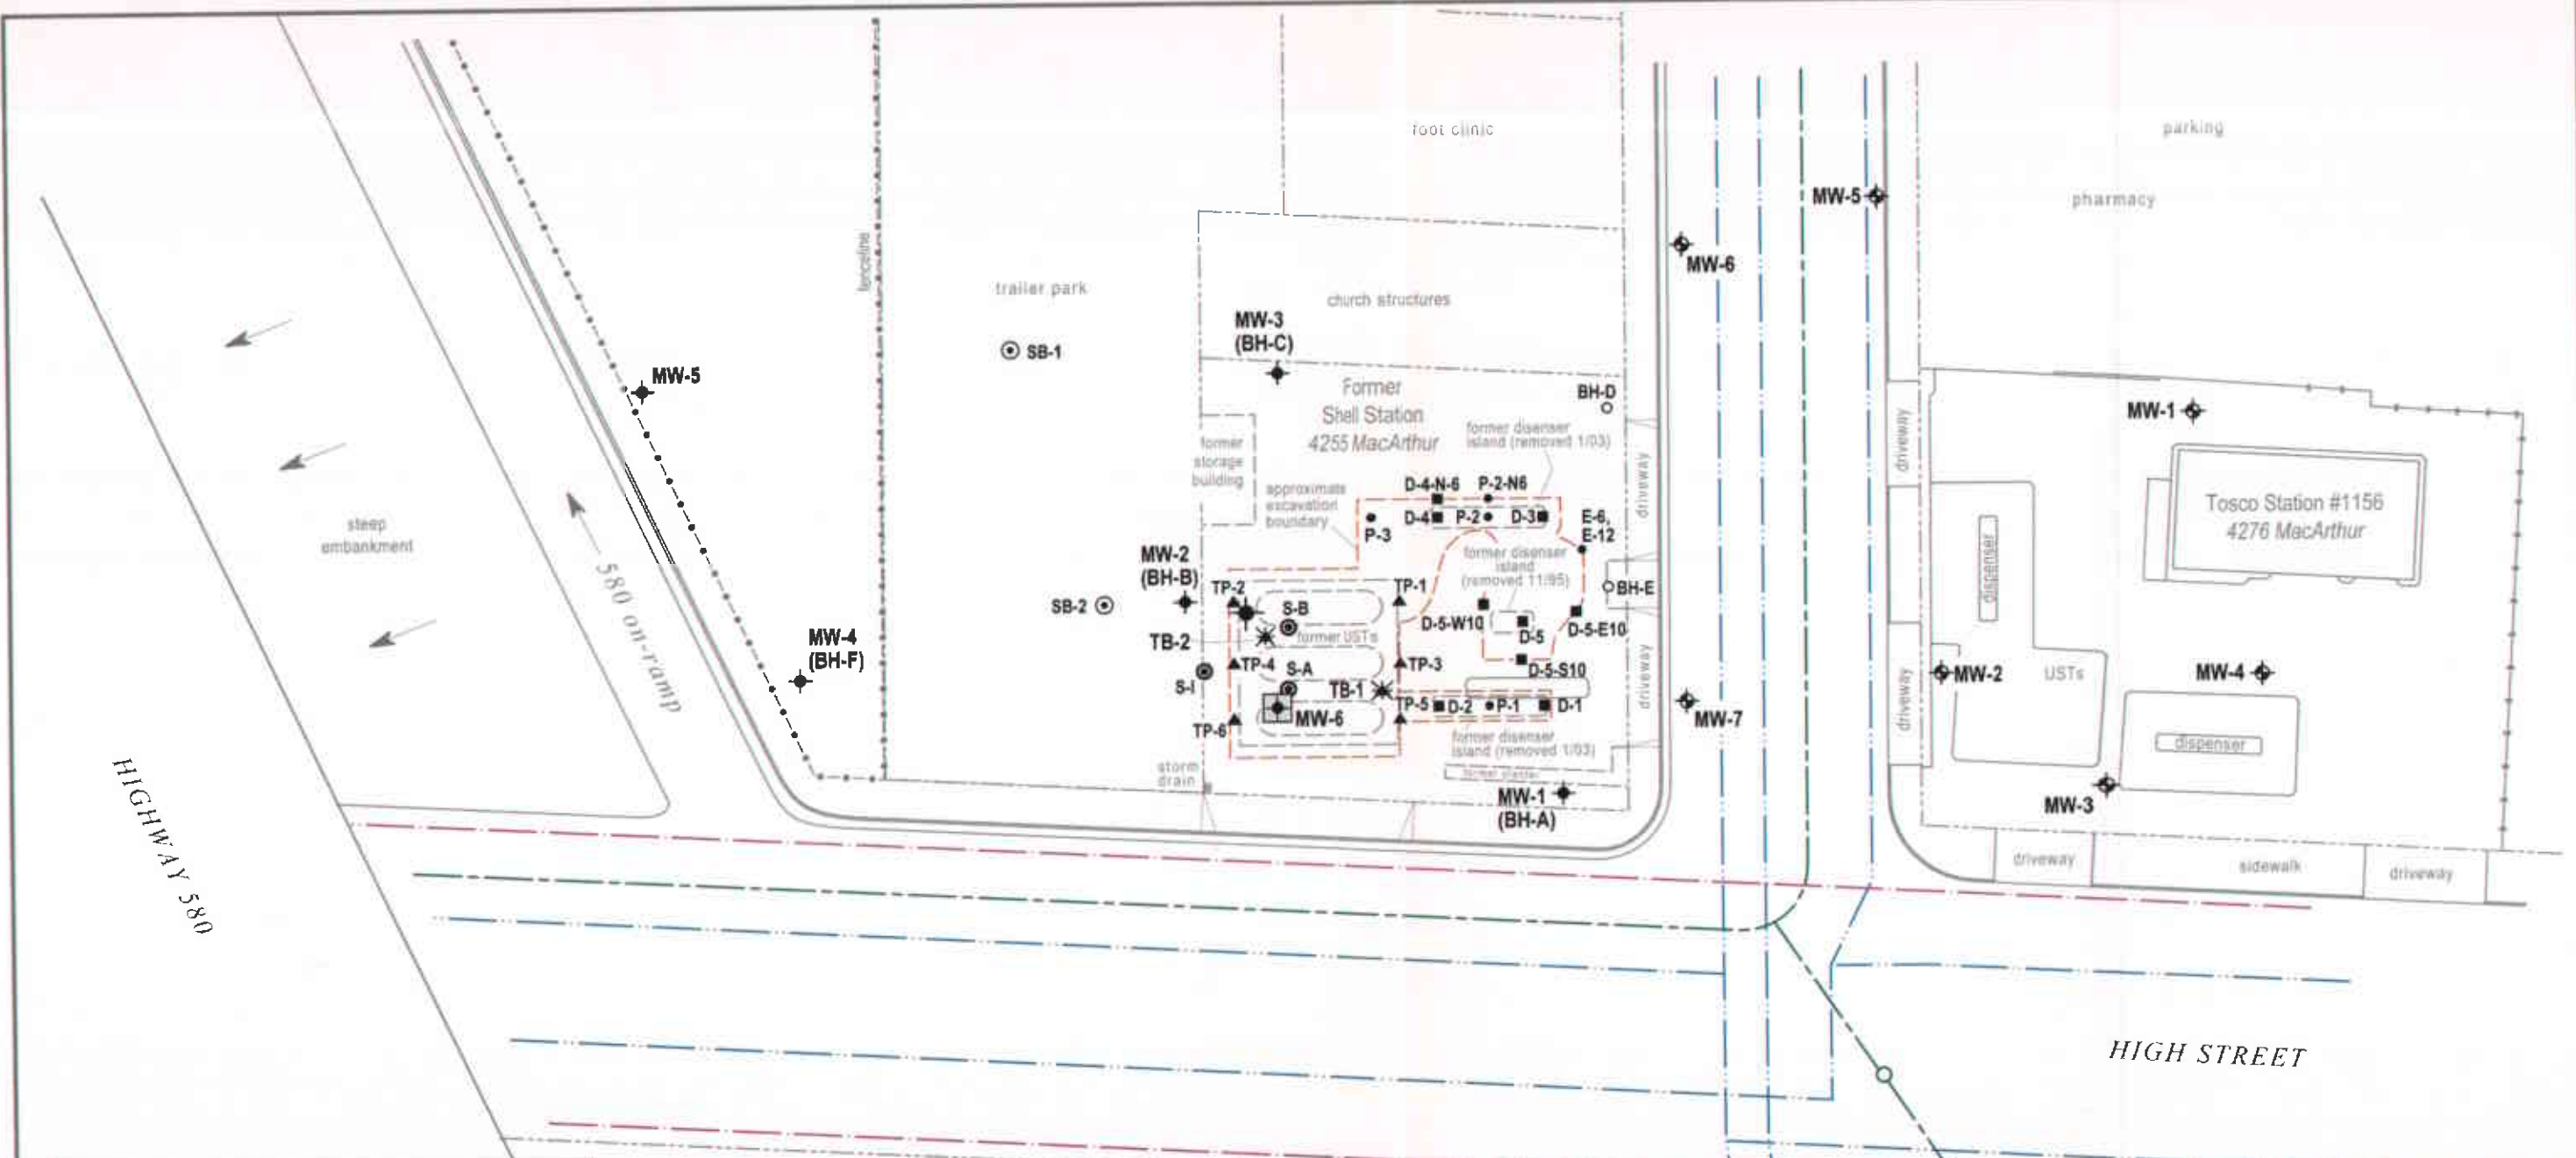 foot clinic
parking
MW-5
pharmacy
MW-6
fenceline
trailer park
church structures
MW-3
(BH-C)
SB-1
MW-5
Former
Shell Station
4255 MacArthur
BH-D
MW-1
former disenser
island (removed 1/03)
former
storage
building
driveway
driveway
D-4-N-6
P-2-N6
approximate
excavation
boundary
Tosco Station #1156
4276 MacArthur
D-4
P-2
D-3
E-6,
E-12
P-3
steep
embankment
former disenser
island
(removed 11/95)
dispenser
580 on-ramp
MW-2
(BH-B)
TP-2
TP-1
BH-E
SB-2
S-B
D-5-W10
D-5
D-5-E10
TB-2
former USTs
MW-4
(BH-F)
TP-4
S-A
TP-3
D-5-S10
driveway
driveway
MW-2
USTs
MW-4
S-I
TB-1
TP-5
D-2
P-1
D-1
MW-6
MW-7
TP-6
former disenser
island (removed 1/03)
dispenser
storm
drain
former planter
MW-1
(BH-A)
MW-3
HIGHWAY 580
driveway
sidewalk
driveway
HIGH STREET